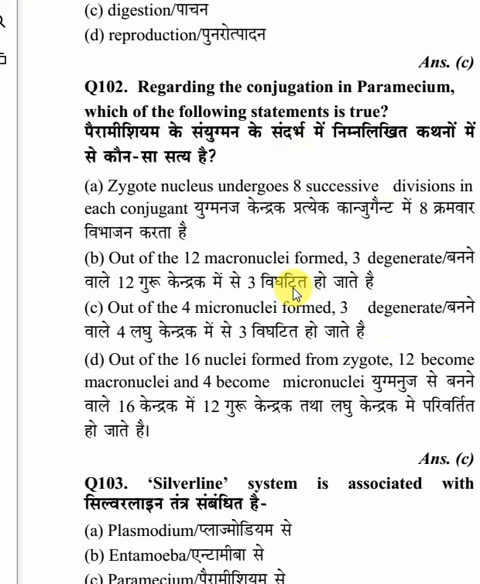 (c) digestion/पाचन
(d) reproduction/पुनरोत्पादन
Ans. (c)
Q102. Regarding the conjugation in Paramecium,
which of the following statements is true?
पैरामीशियम के संयुग्मन के संदर्भ में निम्नलिखित कथनों में
से कौन-सा सत्य है?
(a) Zygote nucleus undergoes 8 successive divisions in
each conjugant युग्मनज केन्द्रक प्रत्येक कान्जुगैन्ट में 8 क्रमवार
विभाजन करता है
(b) Out of the 12 macronuclei formed, 3 degenerate/बनने
वाले 12 गुरू केन्द्रक में से 3 विघटित हो जाते है
(c) Out of the 4 micronuclei formed, 3 degenerate/बनने
वाले 4 लघु केन्द्रक में से 3 विघटित हो जाते है
(d) Out of the 16 nuclei formed from zygote, 12 become
macronuclei and 4 become micronuclei युग्मनुज से बनने
वाले 16 केन्द्रक में 12 गुरू केन्द्रक तथा लघु केन्द्रक मे परिवर्तित
हो जाते है।
Ans. (c)
Q103. ‘Silverline’ system is associated with
सिल्वरलाइन तंत्र संबंधित है-
(a) Plasmodium/प्लाज्मोडियम से
(b) Entamoeba/एन्टामीबा से
(c) Paramecium/पैरामीशियम से